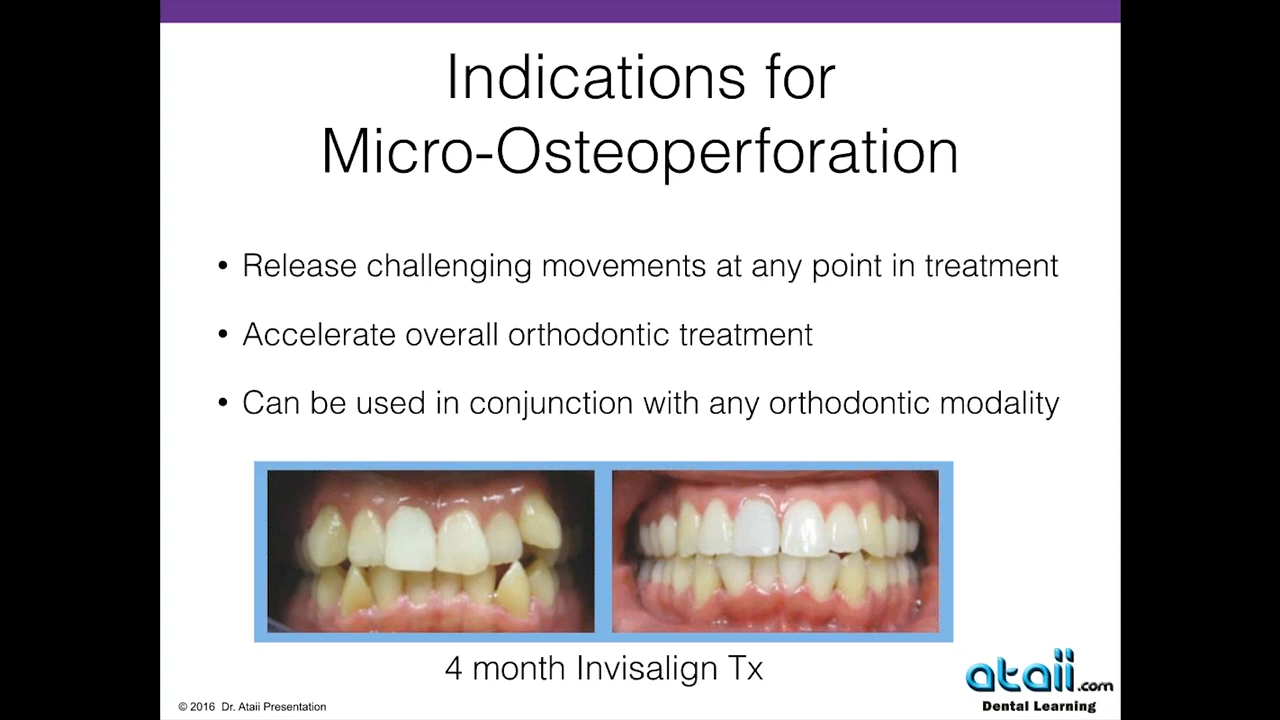 Indications for
Micro-Osteoperforation
• Release challenging movements at any point in treatment
• Accelerate overall orthodontic treatment
• Can be used in conjunction with any orthodontic modality
4 month Invisalign Tx
© 2016 Dr. Ataii Presentation
ataii.com
Dental Learning